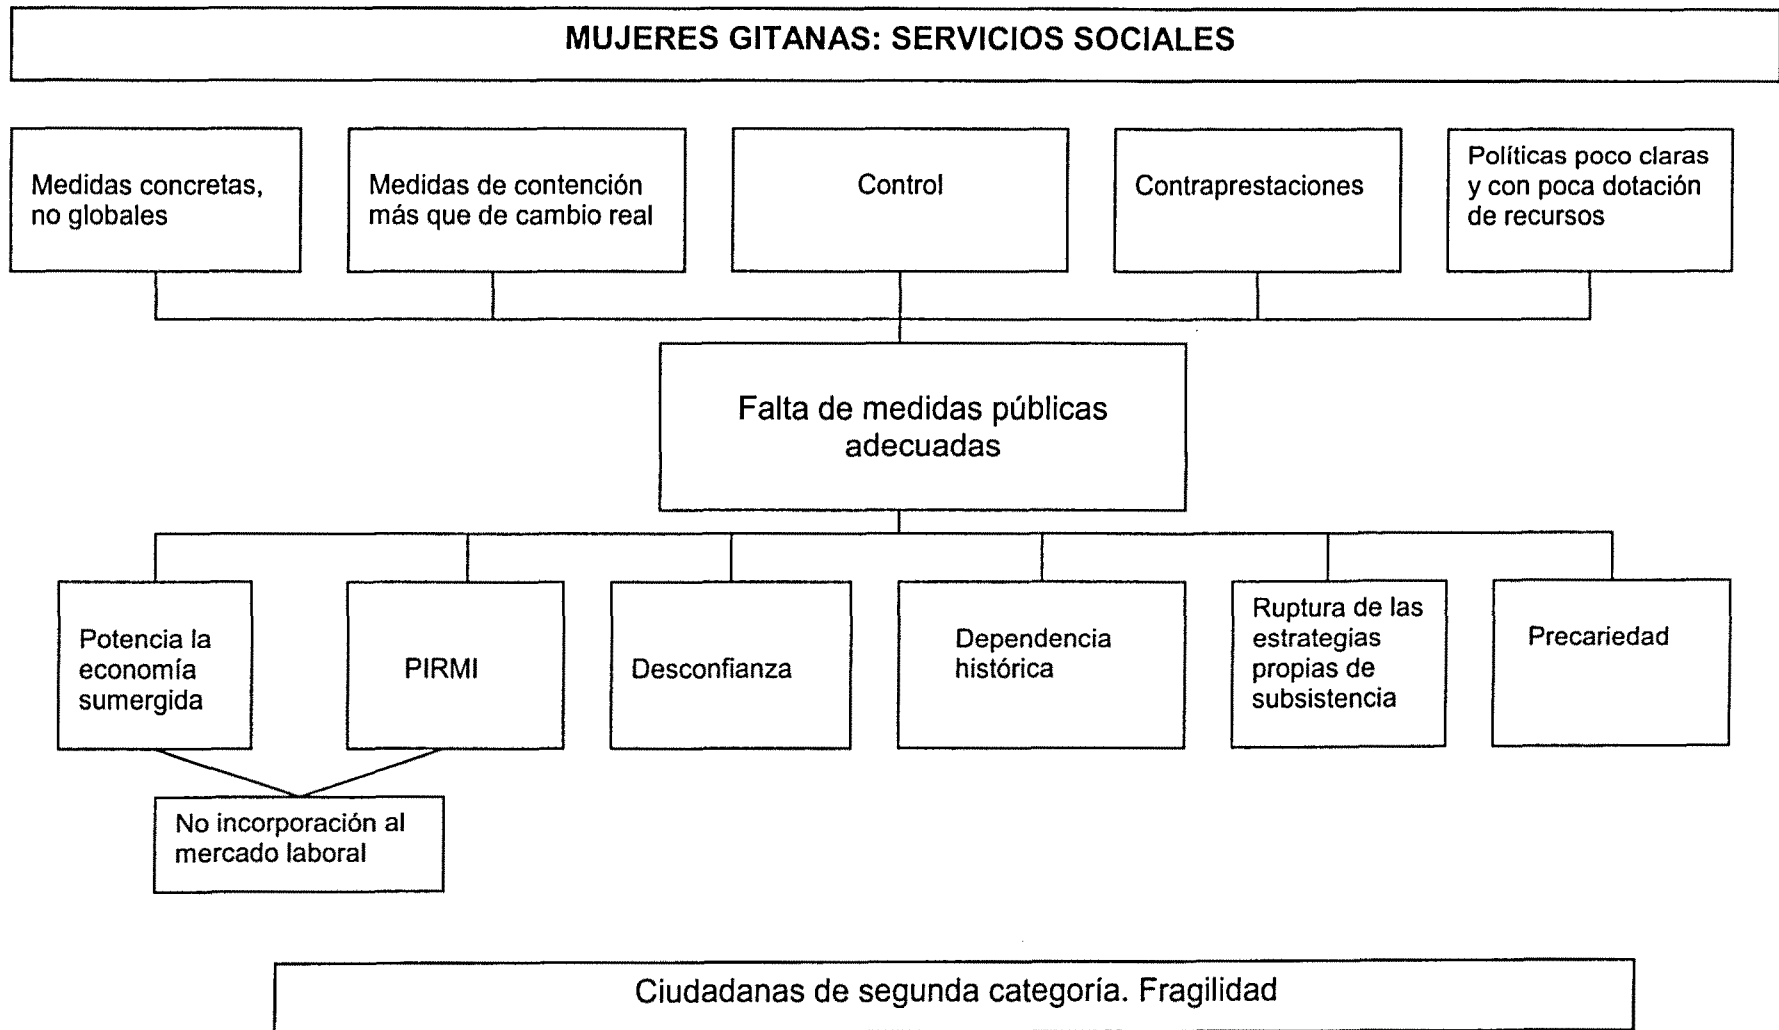 MUJERES GITANAS: SERVICIOS SOCIALES
Medidas concretas,
no globales
Medidas de contención
más que de cambio real
Control
Contraprestaciones
Políticas poco claras
y con poca dotación
de recursos
Falta de medidas públicas
adecuadas
Potencia la
economía
sumergida
PIRMI
Desconfianza
Dependencia
histórica
Ruptura de las
estrategias
propias de
subsistencia
Precariedad
No incorporación al
mercado laboral
Ciudadanas de segunda categoría. Fragilidad